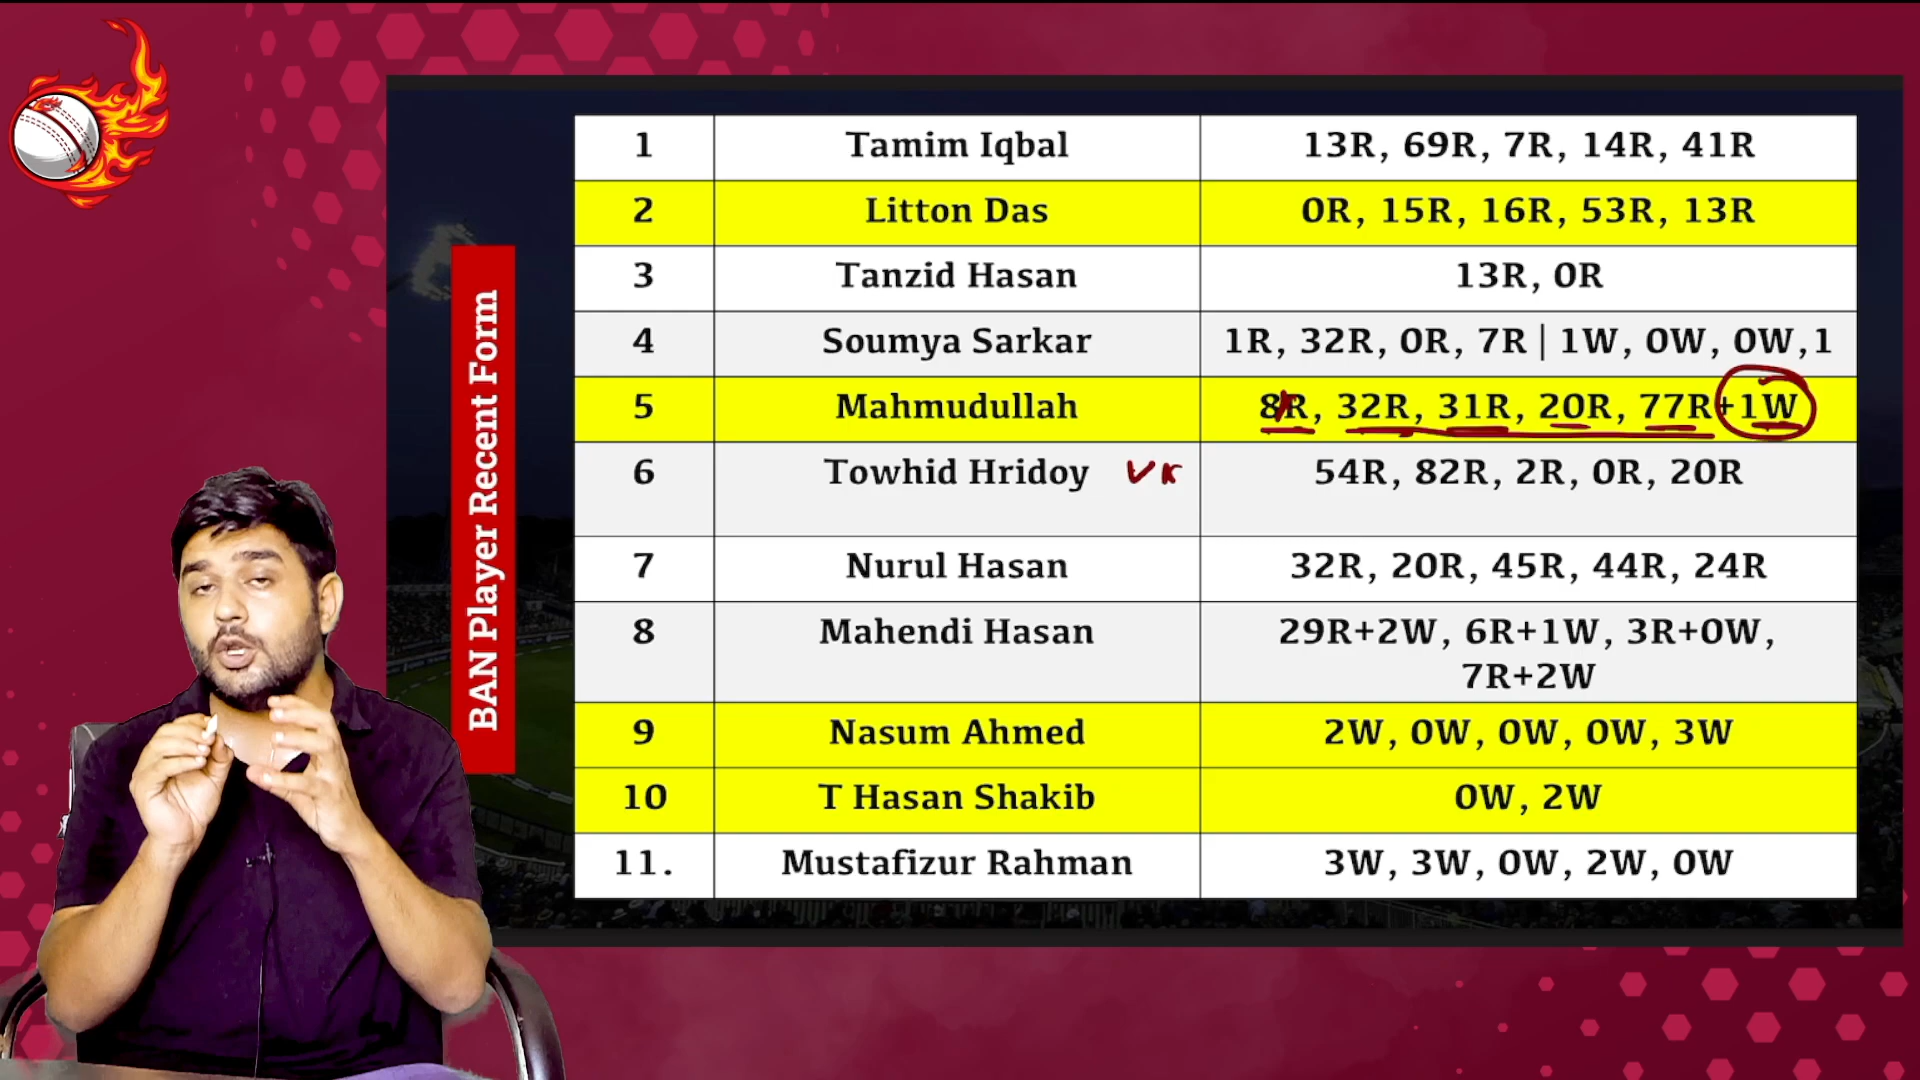 BAN Player Recent Form
1 Tamim Iqbal 13R, 69R, 7R, 14R, 41R
2 Litton Das 0R, 15R, 16R, 53R, 13R
3 Tanzid Hasan 13R, 0R
4 Soumya Sarkar 1R, 32R, 0R, 7R | 1W, 0W, 0W,1
5 Mahmudullah 8R, 32R, 31R, 20R, 77R+1W
6 Towhid Hridoy 54R, 82R, 2R, 0R, 20R
7 Nurul Hasan 32R, 20R, 45R, 44R, 24R
8 Mahendi Hasan 29R+2W, 6R+1W, 3R+0W,
7R+2W
9 Nasum Ahmed 2W, 0W, 0W, 0W, 3W
10 T Hasan Shakib 0W, 2W
11. Mustafizur Rahman 3W, 3W, 0W, 2W, 0W